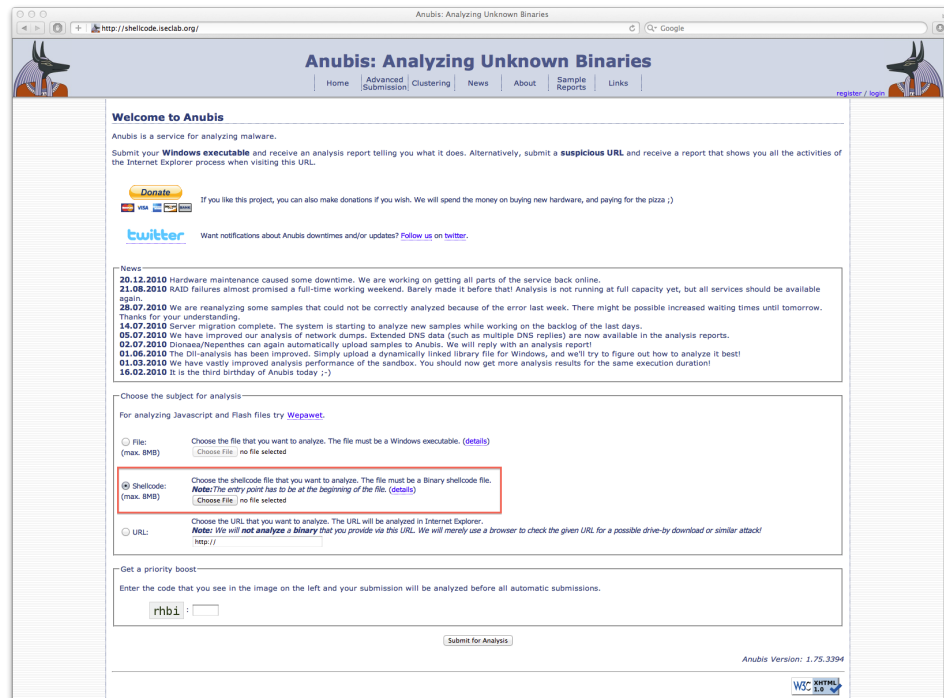 Anubis: Analyzing Unknown Binaries
http://shellcode.iseclab.org/
Google
Anubis: Analyzing Unknown Binaries
Home
Advanced Submission
Clustering
News
About
Sample Reports
Links
register / login
Welcome to Anubis
Anubis is a service for analyzing malware.
Submit your Windows executable and receive an analysis report telling you what it does. Alternatively, submit a suspicious URL and receive a report that shows you all the activities of
the Internet Explorer process when visiting this URL.
Donate
VISA
If you like this project, you can also make donations if you wish. We will spend the money on buying new hardware, and paying for the pizza ;)
twitter
Want notifications about Anubis downtimes and/or updates? Follow us on twitter.
News
20.12.2010 Hardware maintenance caused some downtime. We are working on getting all parts of the service back online.
21.08.2010 RAID failures almost promised a full-time working weekend. Barely made it before that! Analysis is not running at full capacity yet, but all services should be available
again.
28.07.2010 We are reanalyzing some samples that could not be correctly analyzed because of the error last week. There might be possible increased waiting times until tomorrow.
Thanks for your understanding.
14.07.2010 Server migration complete. The system is starting to analyze new samples while working on the backlog of the last days.
05.07.2010 We have improved our analysis of network dumps. Extended DNS data (such as multiple DNS replies) are now available in the analysis reports.
02.07.2010 Dionaea/Nepenthes can again automatically upload samples to Anubis. We will reply with an analysis report!
01.06.2010 The Dll-analysis has been improved. Simply upload a dynamically linked library file for Windows, and we'll try to figure out how to analyze it best!
01.03.2010 We have vastly improved analysis performance of the sandbox. You should now get more analysis results for the same execution duration!
16.02.2010 It is the third birthday of Anubis today ;-)
Choose the subject for analysis
For analyzing Javascript and Flash files try Wepawet.
File:
(max. 8MB)
Choose the file that you want to analyze. The file must be a Windows executable. (details)
Choose File no file selected
Shellcode:
(max. 8MB)
Choose the shellcode file that you want to analyze. The file must be a Binary shellcode file.
Note:The entry point has to be at the beginning of the file. (details)
Choose File no file selected
URL:
Choose the URL that you want to analyze. The URL will be analyzed in Internet Explorer.
Note: We will not analyze a binary that you provide via this URL. We will merely use a browser to check the given URL for a possible drive-by download or similar attack!
http://
Get a priority boost
Enter the code that you see in the image on the left and your submission will be analyzed before all automatic submissions.
rhbi :
Submit for Analysis
Anubis Version: 1.75.3394
W3C XHTML 1.0